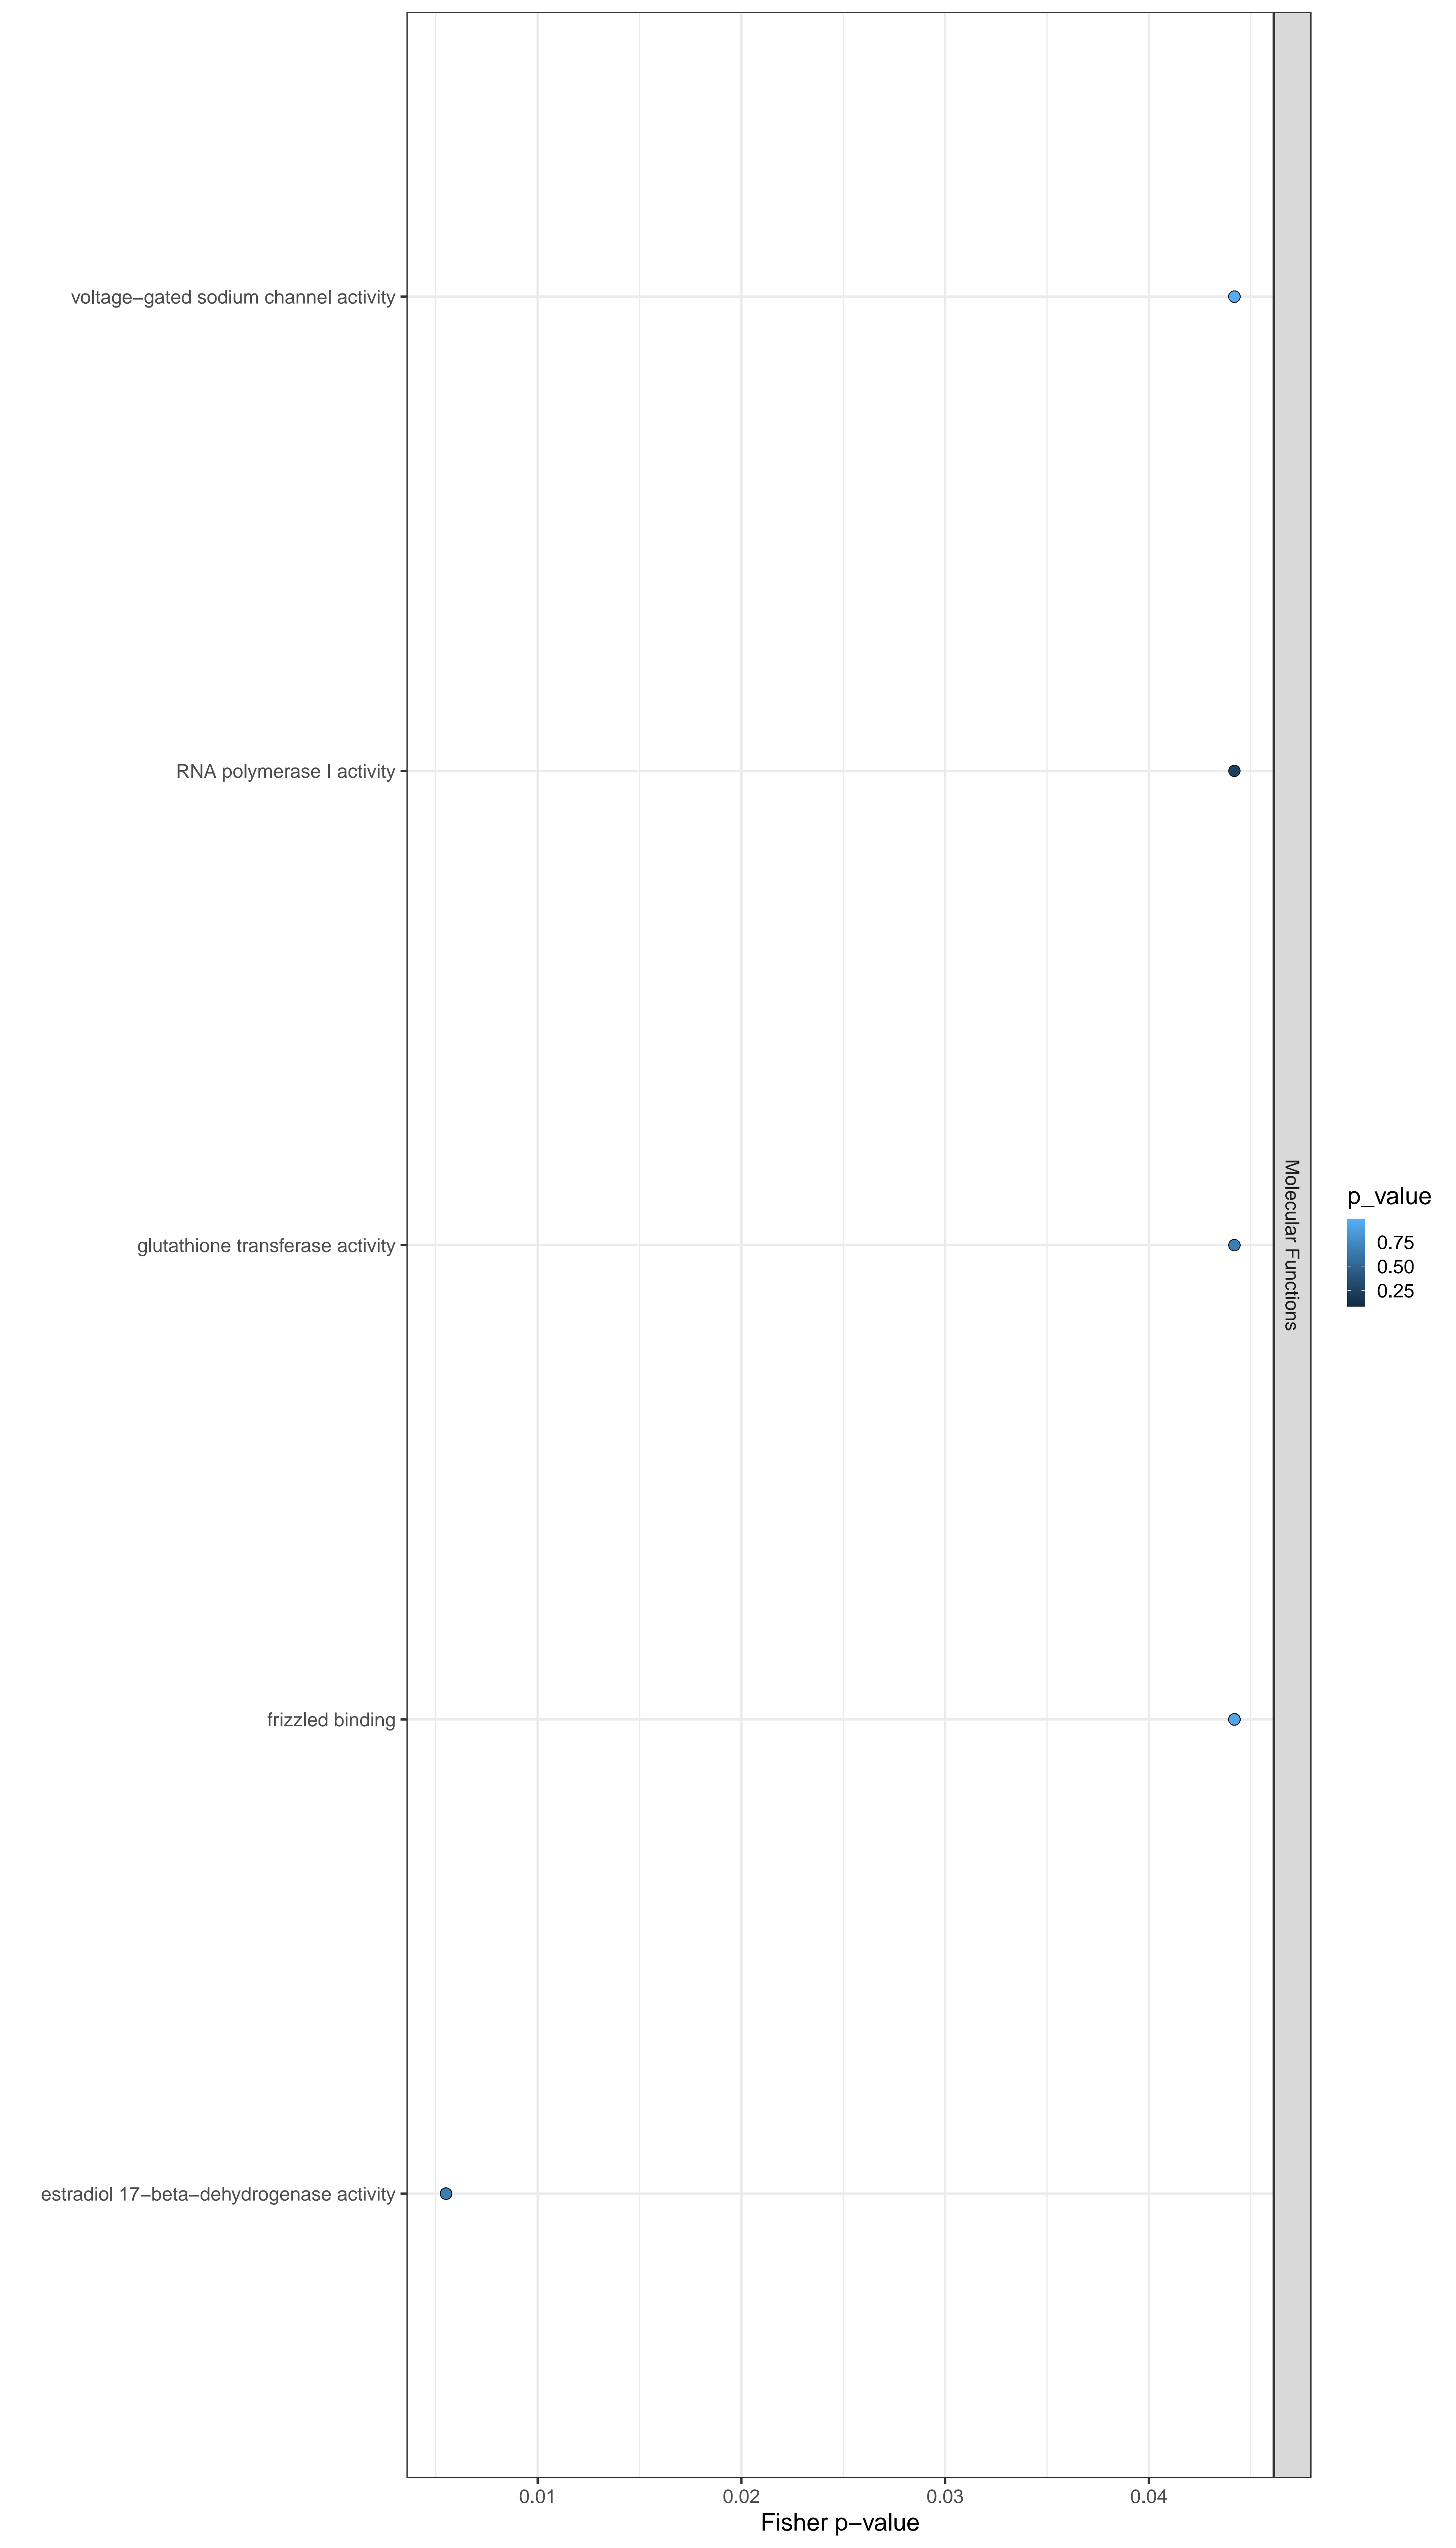 voltage−gated sodium channel activity
RNA polymerase I activity
glutathione transferase activity
frizzled binding
estradiol 17−beta−dehydrogenase activity
0.01
0.02
0.03
0.04
Fisher p−value
Molecular Functions
p_value
0.75
0.50
0.25